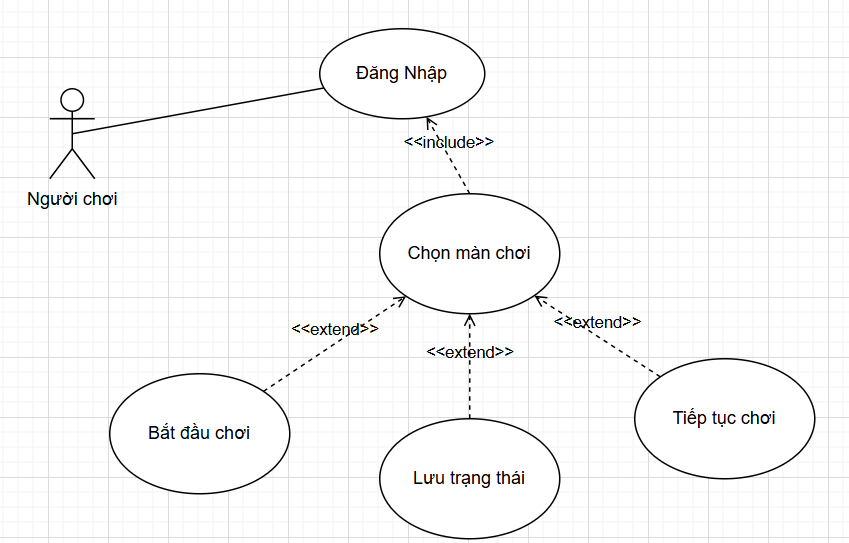 Đăng Nhập
<<include>>
Người chơi
Chọn màn chơi
<<extend>>
<<extend>>
<<extend>>
Bắt đầu chơi
Lưu trạng thái
Tiếp tục chơi